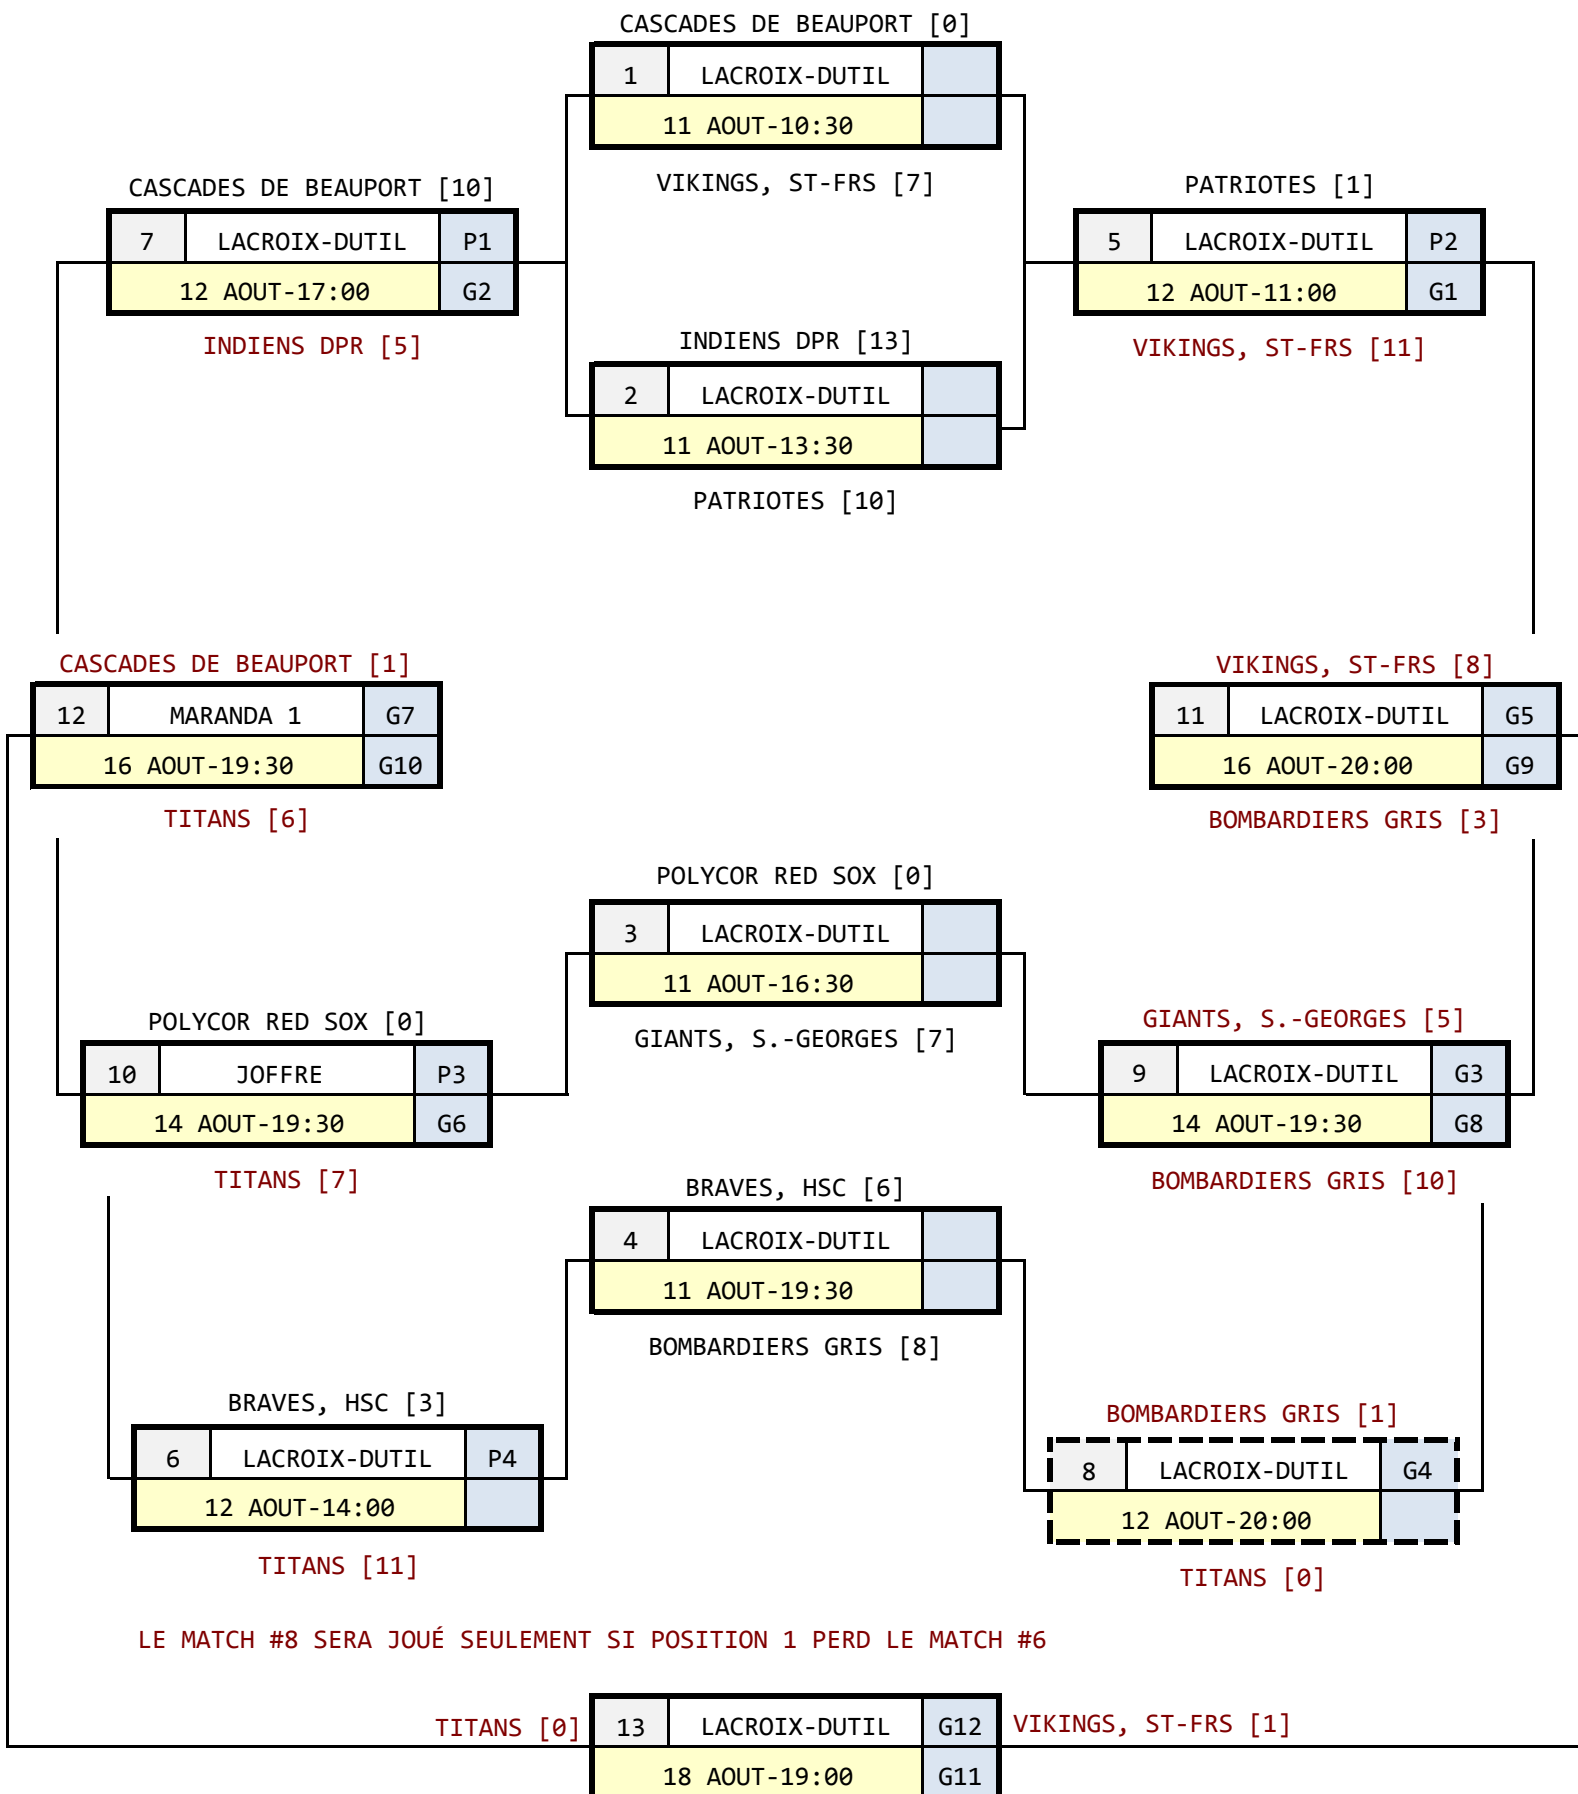 CASCADES DE BEAUPORT [0]
1 LACROIX-DUTIL
11 AOUT-10:30
VIKINGS, ST-FRS [7]
CASCADES DE BEAUPORT [10]
7 LACROIX-DUTIL P1
12 AOUT-17:00 G2
INDIENS DPR [5]
PATRIOTES [1]
5 LACROIX-DUTIL P2
12 AOUT-11:00 G1
VIKINGS, ST-FRS [11]
INDIENS DPR [13]
2 LACROIX-DUTIL
11 AOUT-13:30
PATRIOTES [10]
CASCADES DE BEAUPORT [1]
12 MARANDA 1 G7
16 AOUT-19:30 G10
TITANS [6]
VIKINGS, ST-FRS [8]
11 LACROIX-DUTIL G5
16 AOUT-20:00 G9
BOMBARDIERS GRIS [3]
POLYCOR RED SOX [0]
3 LACROIX-DUTIL
11 AOUT-16:30
GIANTS, S.-GEORGES [7]
POLYCOR RED SOX [0]
10 JOFFRE P3
14 AOUT-19:30 G6
TITANS [7]
GIANTS, S.-GEORGES [5]
9 LACROIX-DUTIL G3
14 AOUT-19:30 G8
BOMBARDIERS GRIS [10]
BRAVES, HSC [6]
4 LACROIX-DUTIL
11 AOUT-19:30
BOMBARDIERS GRIS [8]
BRAVES, HSC [3]
6 LACROIX-DUTIL P4
12 AOUT-14:00
TITANS [11]
BOMBARDIERS GRIS [1]
8 LACROIX-DUTIL G4
12 AOUT-20:00
TITANS [0]
LE MATCH #8 SERA JOUÉ SEULEMENT SI POSITION 1 PERD LE MATCH #6
TITANS [0] 13 LACROIX-DUTIL G12 VIKINGS, ST-FRS [1]
18 AOUT-19:00 G11